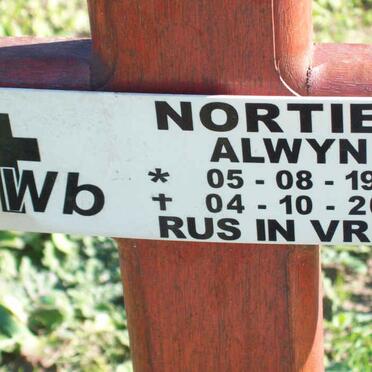 NORTIE
ALWYN
* 05 - 08 - 19
✝ 04 - 10 - 20
RUS IN VR
Wb